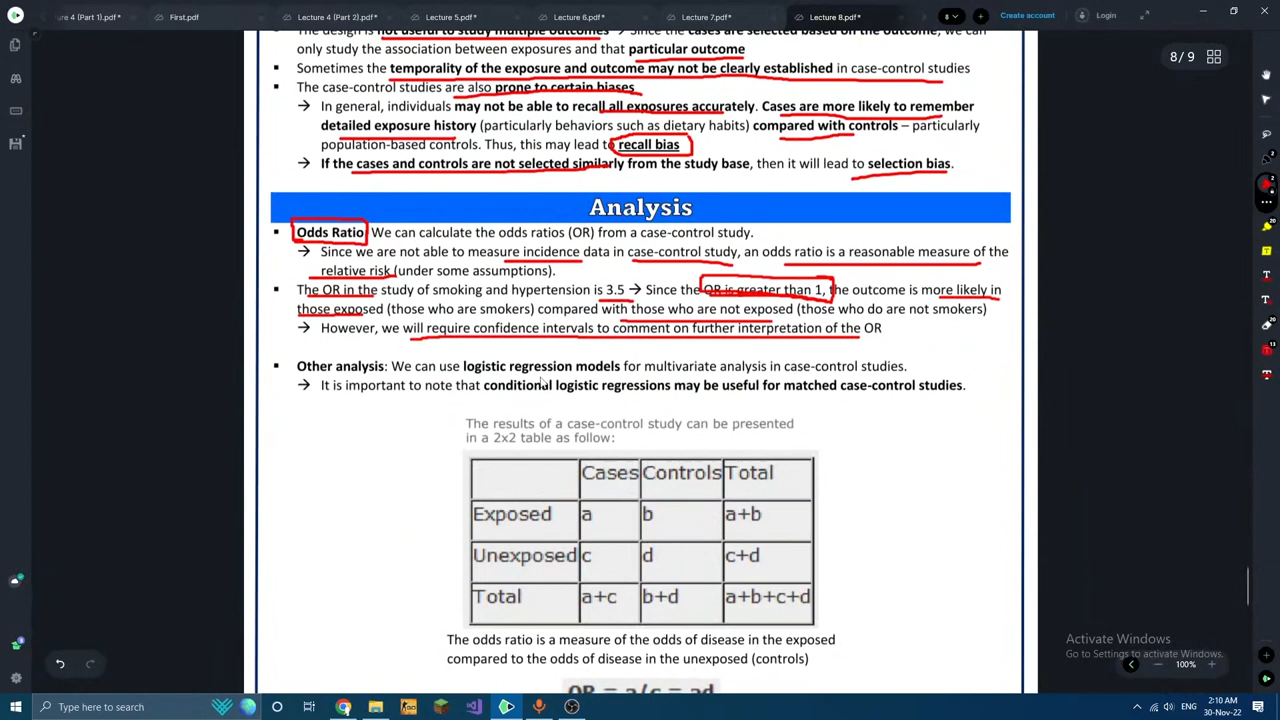 e 4 (Part 1).pdf* First.pdf Lecture 4 (Part 2).pdf* Lecture 5.pdf* Lecture 6.pdf* Lecture 7.pdf* Lecture 8.pdf* 8 Create account Login
The design is not useful to study multiple outcomes → Since the cases are selected based on the outcome, we can
only study the association between exposures and that particular outcome
8/9
▪ Sometimes the temporality of the exposure and outcome may not be clearly established in case-control studies
▪ The case-control studies are also prone to certain biases
→ In general, individuals may not be able to recall all exposures accurately. Cases are more likely to remember
detailed exposure history (particularly behaviors such as dietary habits) compared with controls – particularly
population-based controls. Thus, this may lead to recall bias
→ If the cases and controls are not selected similarly from the study base, then it will lead to selection bias.
Analysis
▪ Odds Ratio: We can calculate the odds ratios (OR) from a case-control study.
→ Since we are not able to measure incidence data in case-control study, an odds ratio is a reasonable measure of the
relative risk (under some assumptions).
▪ The OR in the study of smoking and hypertension is 3.5 → Since the OR is greater than 1, the outcome is more likely in
those exposed (those who are smokers) compared with those who are not exposed (those who do are not smokers)
→ However, we will require confidence intervals to comment on further interpretation of the OR
▪ Other analysis: We can use logistic regression models for multivariate analysis in case-control studies.
→ It is important to note that conditional logistic regressions may be useful for matched case-control studies.
The results of a case-control study can be presented
in a 2x2 table as follow:
Cases Controls Total
Exposed a b a+b
Unexposed c d c+d
Total a+c b+d a+b+c+d
The odds ratio is a measure of the odds of disease in the exposed
compared to the odds of disease in the unexposed (controls)
OR = a/c = ad
Activate Windows
Go to Settings to activate Windows.
100%
Type here to search
2:10 AM
30-Nov-22